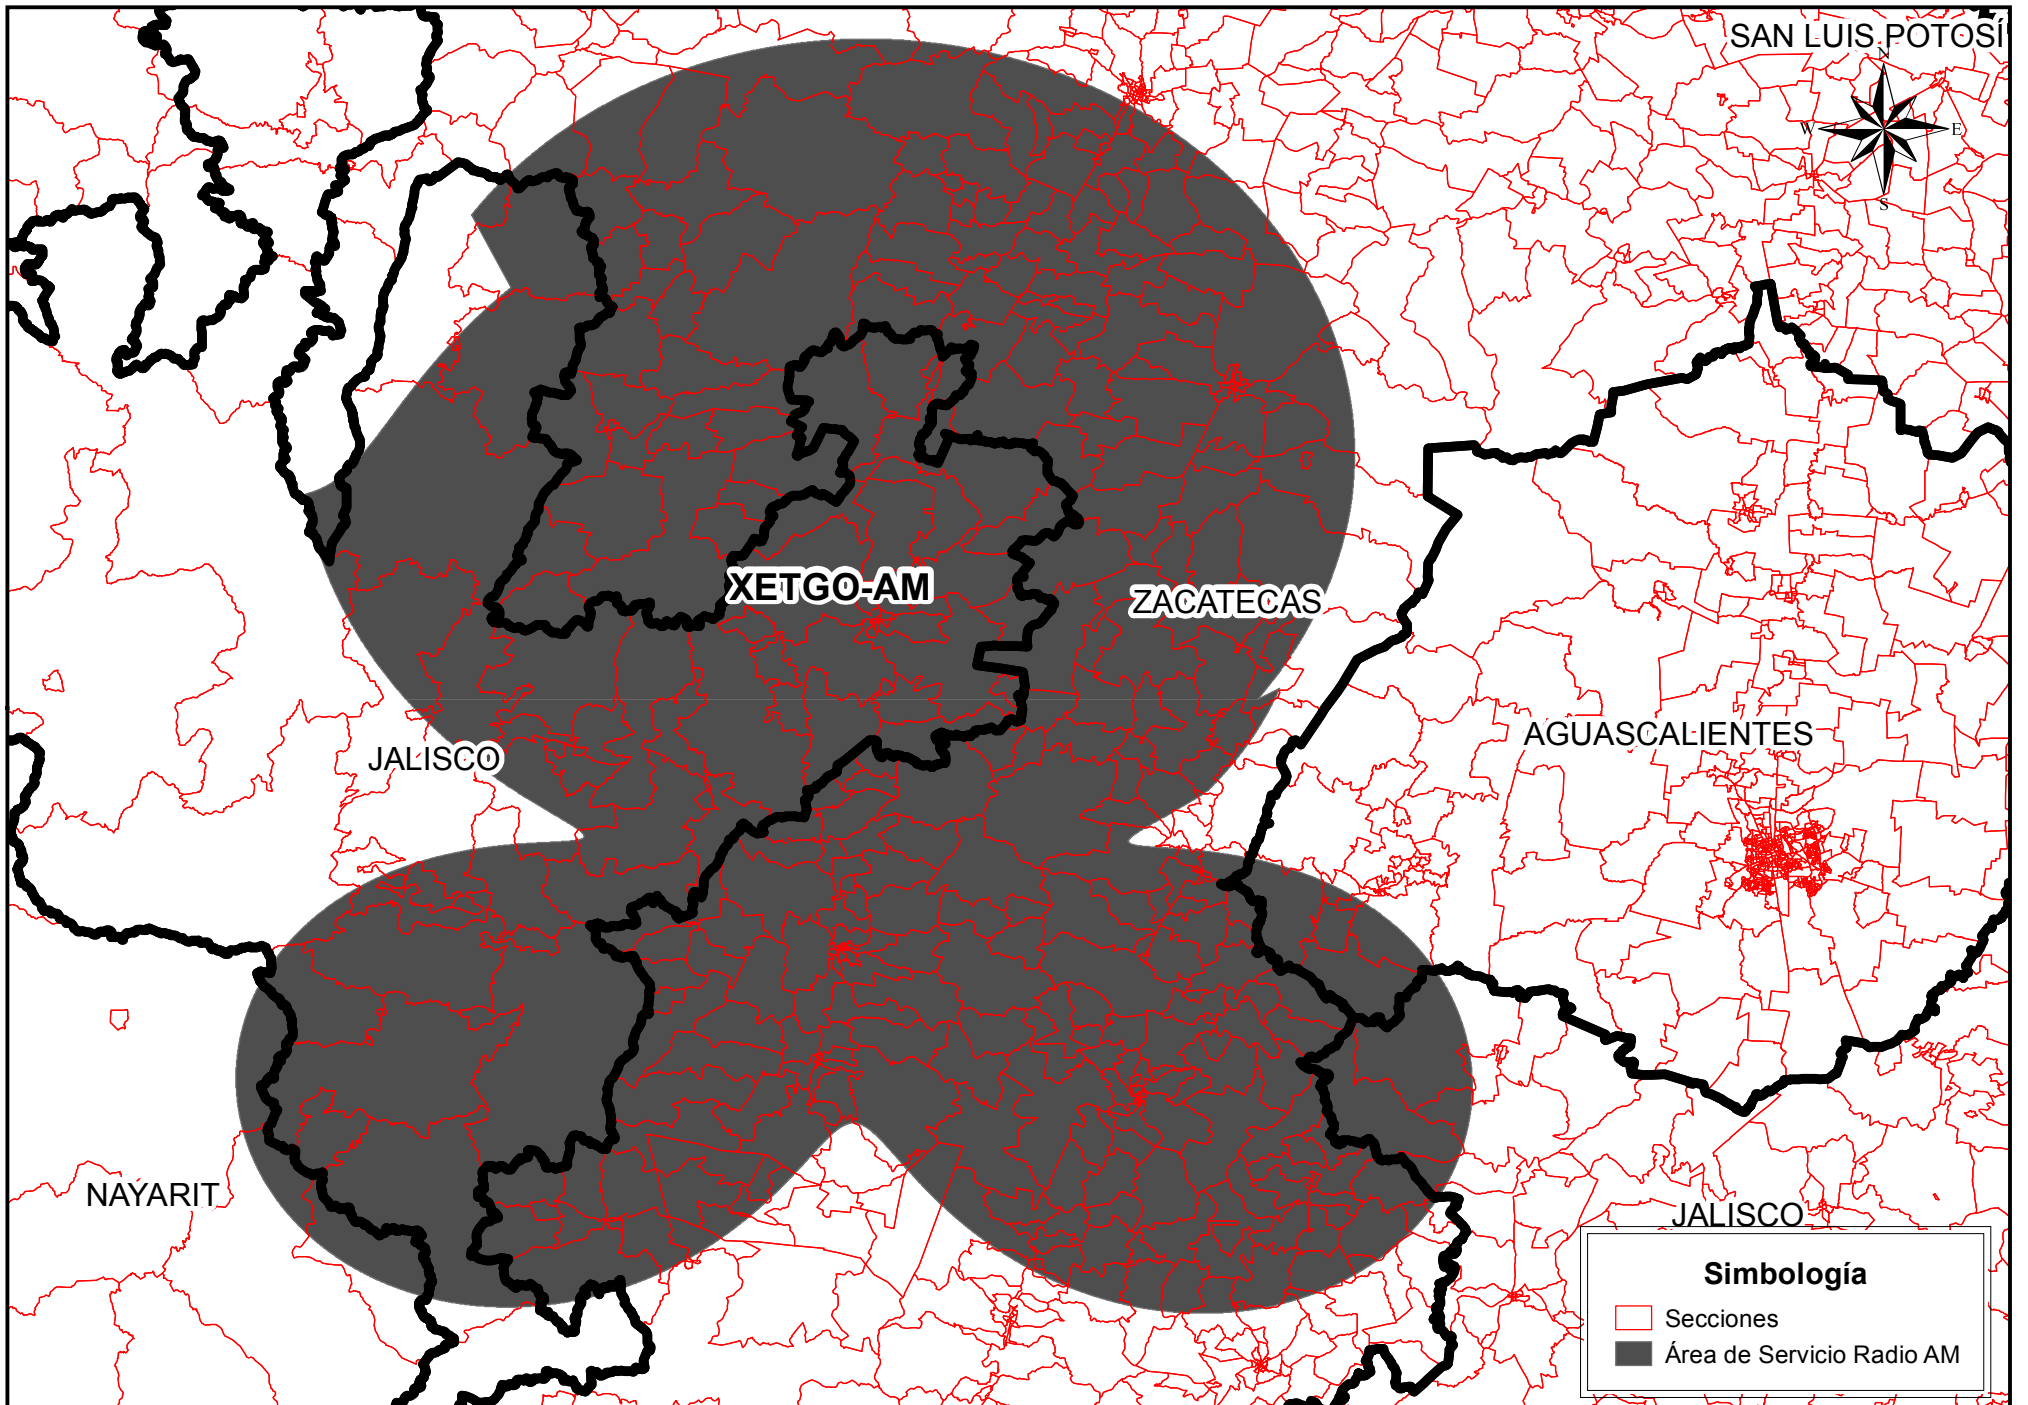 SAN LUIS POTOSÍ
N
W E
S
XETGO-AM
ZACATECAS
AGUASCALIENTES
JALISCO
NAYARIT
JALISCO
Simbología
Secciones
Área de Servicio Radio AM